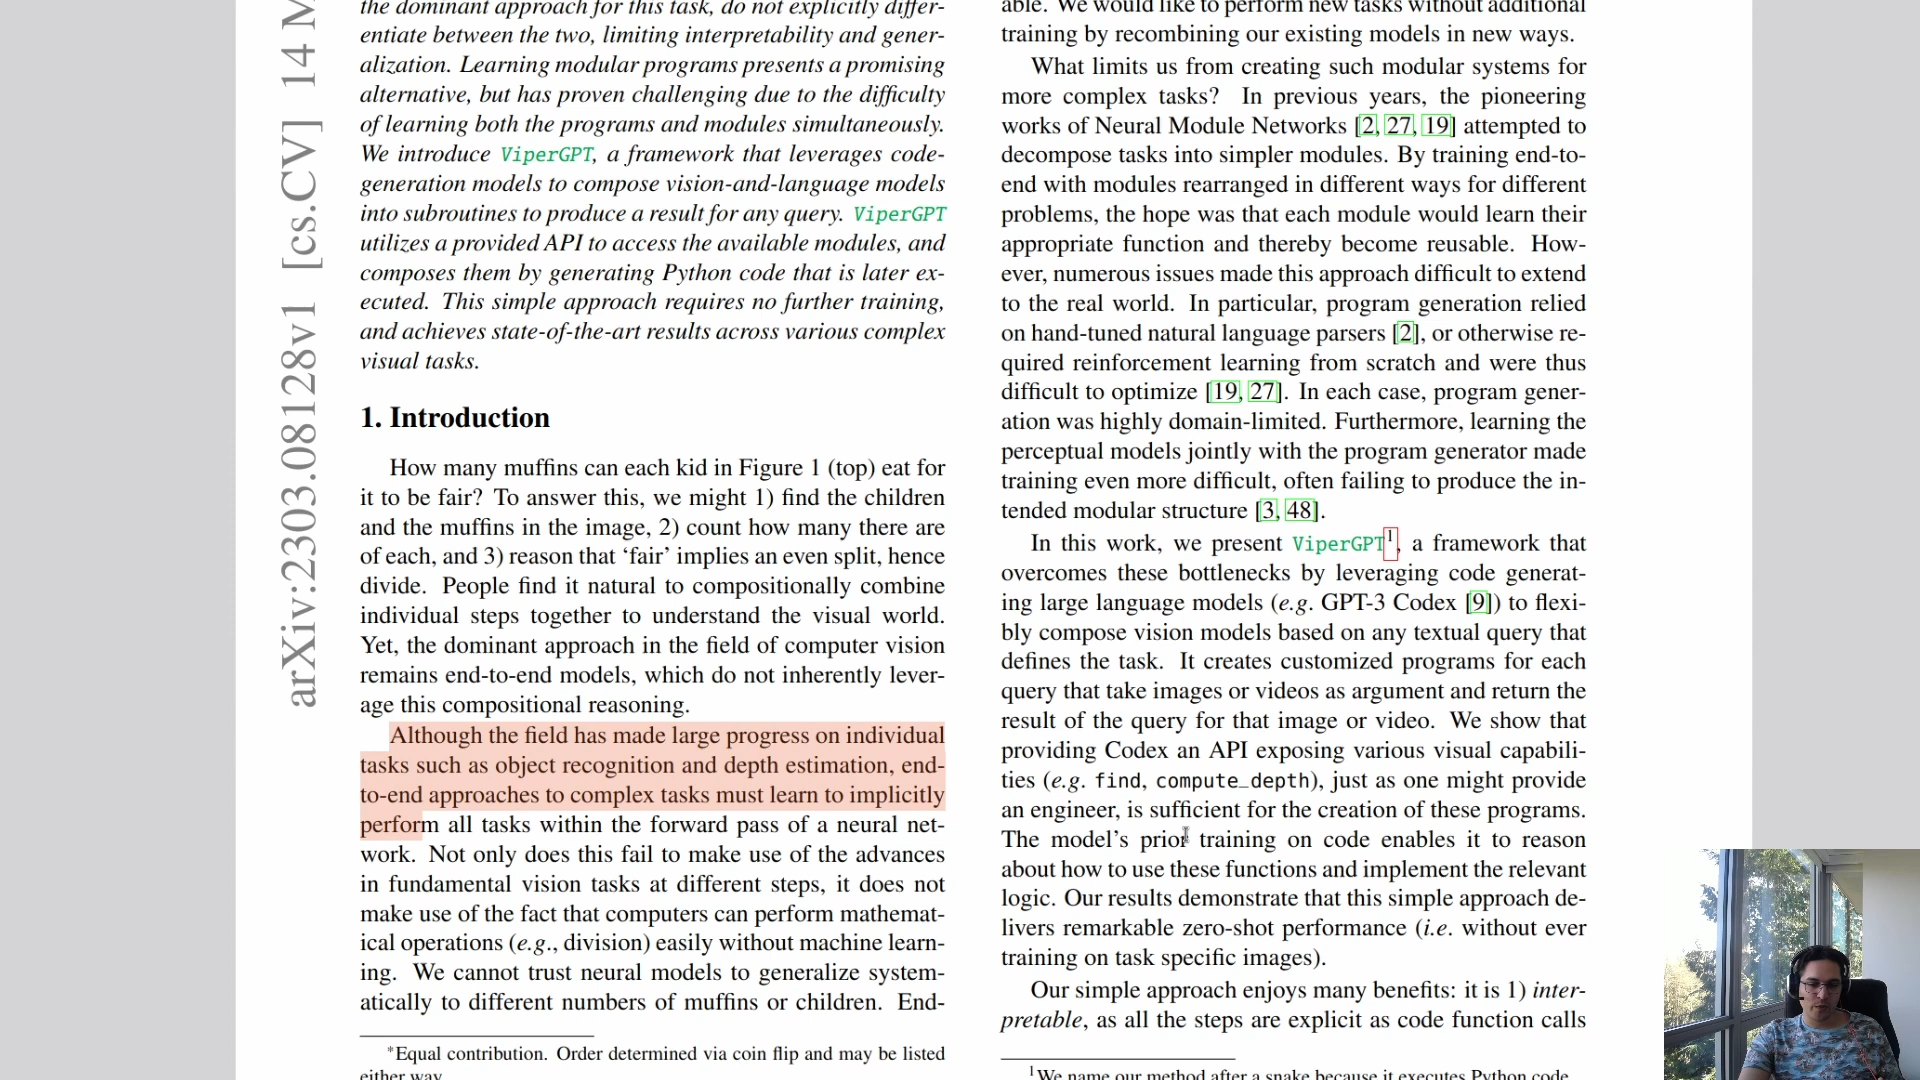 arXiv:2303.08128v1 [cs.CV] 14 M
the dominant approach for this task, do not explicitly differ-
entiate between the two, limiting interpretability and gener-
alization. Learning modular programs presents a promising
alternative, but has proven challenging due to the difficulty
of learning both the programs and modules simultaneously.
We introduce ViperGPT, a framework that leverages code-
generation models to compose vision-and-language models
into subroutines to produce a result for any query. ViperGPT
utilizes a provided API to access the available modules, and
composes them by generating Python code that is later ex-
ecuted. This simple approach requires no further training,
and achieves state-of-the-art results across various complex
visual tasks.
1. Introduction
How many muffins can each kid in Figure 1 (top) eat for
it to be fair? To answer this, we might 1) find the children
and the muffins in the image, 2) count how many there are
of each, and 3) reason that ‘fair’ implies an even split, hence
divide. People find it natural to compositionally combine
individual steps together to understand the visual world.
Yet, the dominant approach in the field of computer vision
remains end-to-end models, which do not inherently lever-
age this compositional reasoning.
Although the field has made large progress on individual
tasks such as object recognition and depth estimation, end-
to-end approaches to complex tasks must learn to implicitly
perform all tasks within the forward pass of a neural net-
work. Not only does this fail to make use of the advances
in fundamental vision tasks at different steps, it does not
make use of the fact that computers can perform mathemat-
ical operations (e.g., division) easily without machine learn-
ing. We cannot trust neural models to generalize system-
atically to different numbers of muffins or children. End-
*Equal contribution. Order determined via coin flip and may be listed
either way.
able. We would like to perform new tasks without additional
training by recombining our existing models in new ways.
What limits us from creating such modular systems for
more complex tasks? In previous years, the pioneering
works of Neural Module Networks [2, 27, 19] attempted to
decompose tasks into simpler modules. By training end-to-
end with modules rearranged in different ways for different
problems, the hope was that each module would learn their
appropriate function and thereby become reusable. How-
ever, numerous issues made this approach difficult to extend
to the real world. In particular, program generation relied
on hand-tuned natural language parsers [2], or otherwise re-
quired reinforcement learning from scratch and were thus
difficult to optimize [19, 27]. In each case, program gener-
ation was highly domain-limited. Furthermore, learning the
perceptual models jointly with the program generator made
training even more difficult, often failing to produce the in-
tended modular structure [3, 48].
In this work, we present ViperGPT¹, a framework that
overcomes these bottlenecks by leveraging code generat-
ing large language models (e.g. GPT-3 Codex [9]) to flexi-
bly compose vision models based on any textual query that
defines the task. It creates customized programs for each
query that take images or videos as argument and return the
result of the query for that image or video. We show that
providing Codex an API exposing various visual capabili-
ties (e.g. find, compute_depth), just as one might provide
an engineer, is sufficient for the creation of these programs.
The model’s prior training on code enables it to reason
about how to use these functions and implement the relevant
logic. Our results demonstrate that this simple approach de-
livers remarkable zero-shot performance (i.e. without ever
training on task specific images).
Our simple approach enjoys many benefits: it is 1) inter-
pretable, as all the steps are explicit as code function calls
¹We name our method after a snake because it executes Python code.